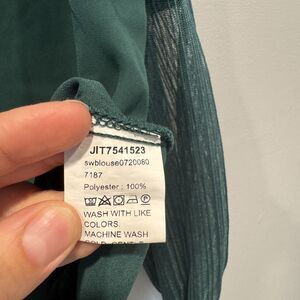 JIT7541523
swblouse0720080
7187
Polyester : 100%
WASH WITH LIKE
COLORS.
MACHINE WASH